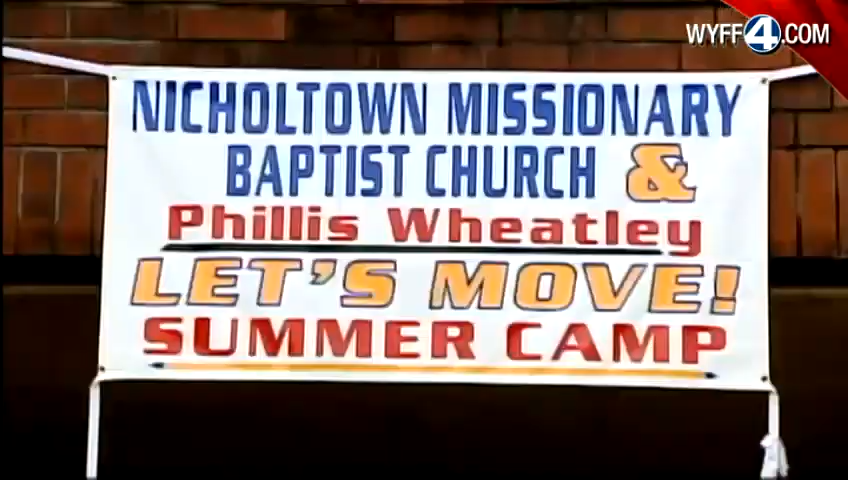 WYFF4.COM
NICHOLTOWN MISSIONARY
BAPTIST CHURCH &
Phillis Wheatley
LET'S MOVE!
SUMMER CAMP